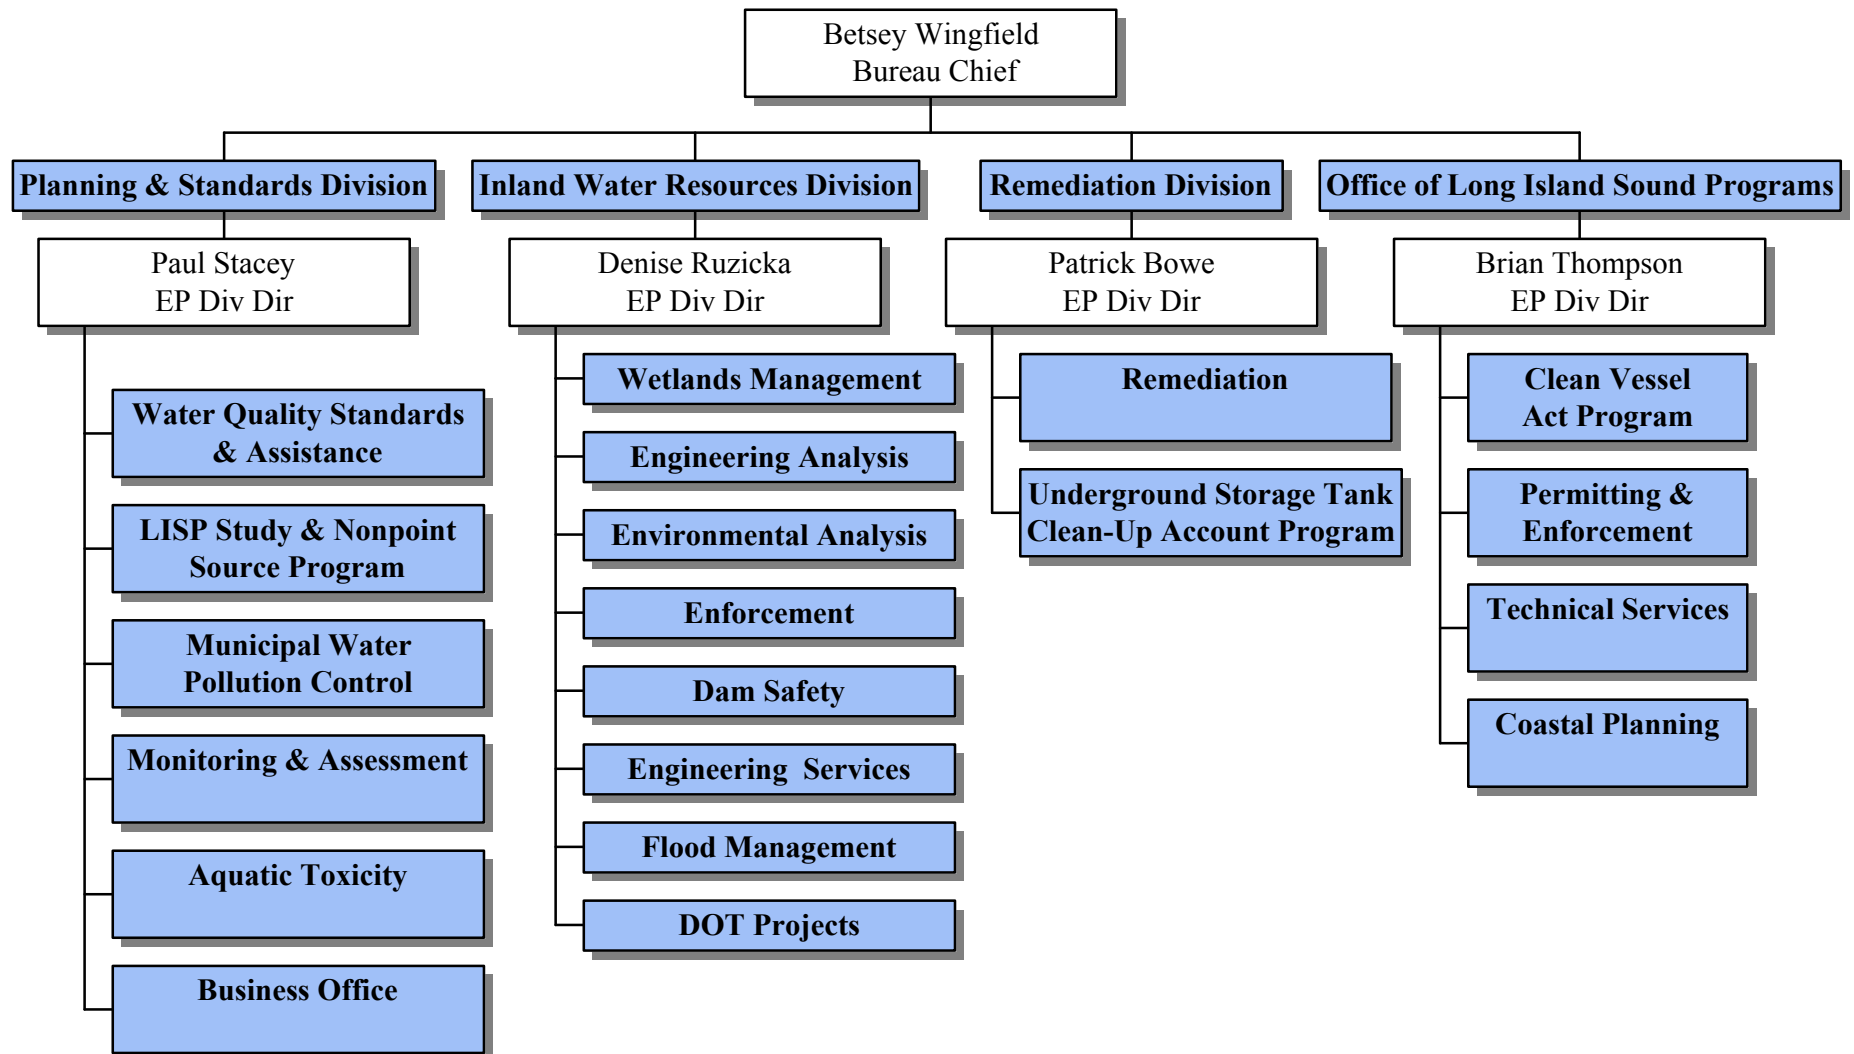 Betsey Wingfield
Bureau Chief
Planning & Standards Division
Inland Water Resources Division
Remediation Division
Office of Long Island Sound Programs
Paul Stacey
EP Div Dir
Denise Ruzicka
EP Div Dir
Patrick Bowe
EP Div Dir
Brian Thompson
EP Div Dir
Water Quality Standards
& Assistance
LISP Study & Nonpoint
Source Program
Municipal Water
Pollution Control
Monitoring & Assessment
Aquatic Toxicity
Business Office
Wetlands Management
Engineering Analysis
Environmental Analysis
Enforcement
Dam Safety
Engineering  Services
Flood Management
DOT Projects
Remediation
Underground Storage Tank
Clean-Up Account Program
Clean Vessel
Act Program
Permitting &
Enforcement
Technical Services
Coastal Planning